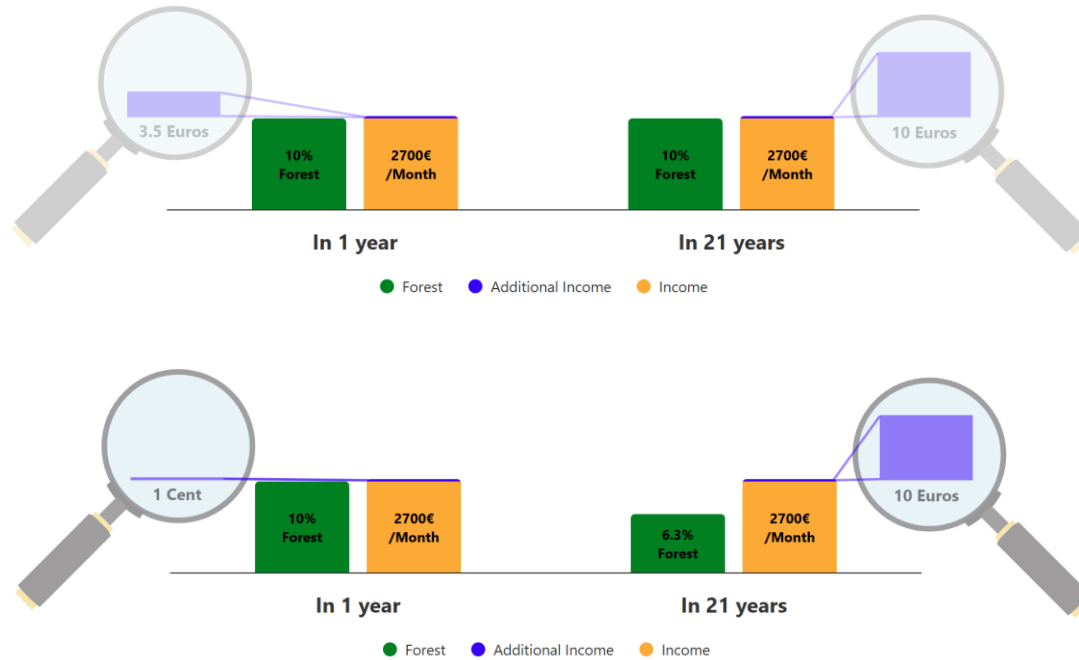 3.5 Euros
10%
Forest
2700€
/Month
10%
Forest
2700€
/Month
10 Euros
In 1 year
In 21 years
Forest
Additional Income
Income
1 Cent
10%
Forest
2700€
/Month
6.3%
Forest
2700€
/Month
10 Euros
In 1 year
In 21 years
Forest
Additional Income
Income